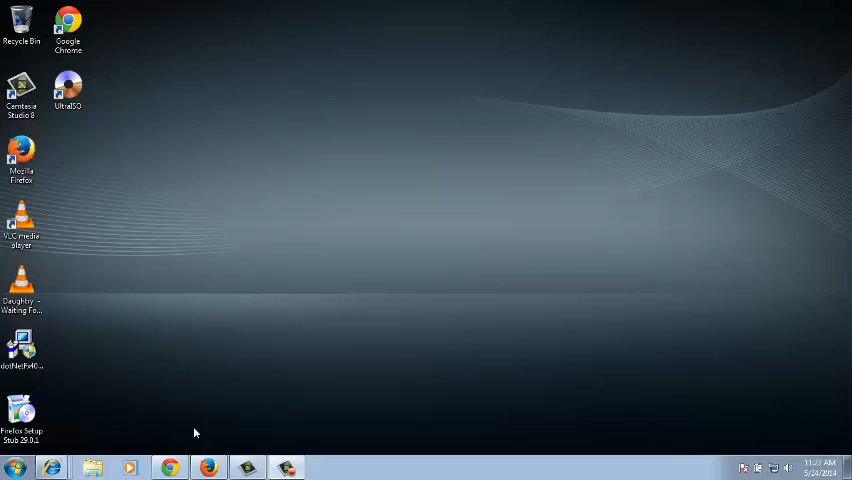 Recycle Bin
Google
Chrome
Camtasia
Studio 8
UltraISO
Mozilla
Firefox
VLC media
player
Daughtry -
Waiting Fo...
dotNetFx40...
Firefox Setup
Stub 29.0.1
11:27 AM
5/24/2014